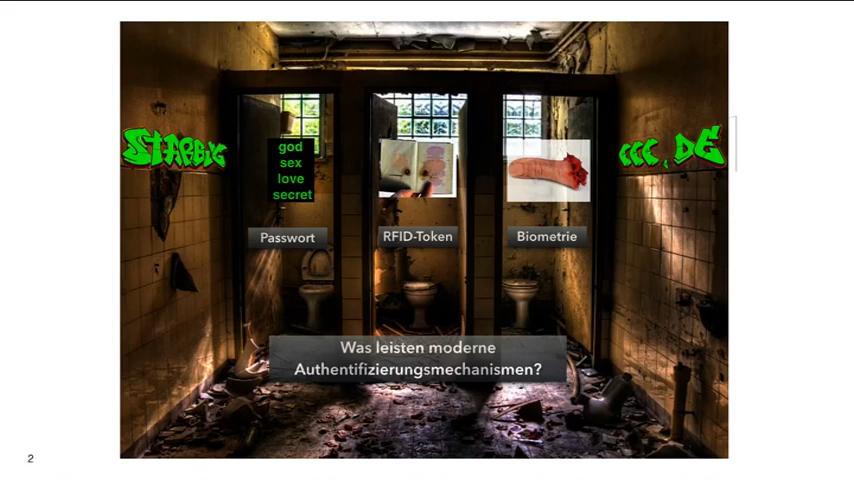 STARBUG
CCC.DE
god
sex
love
secret
Passwort
RFID-Token
Biometrie
Was leisten moderne
Authentifizierungsmechanismen?
2